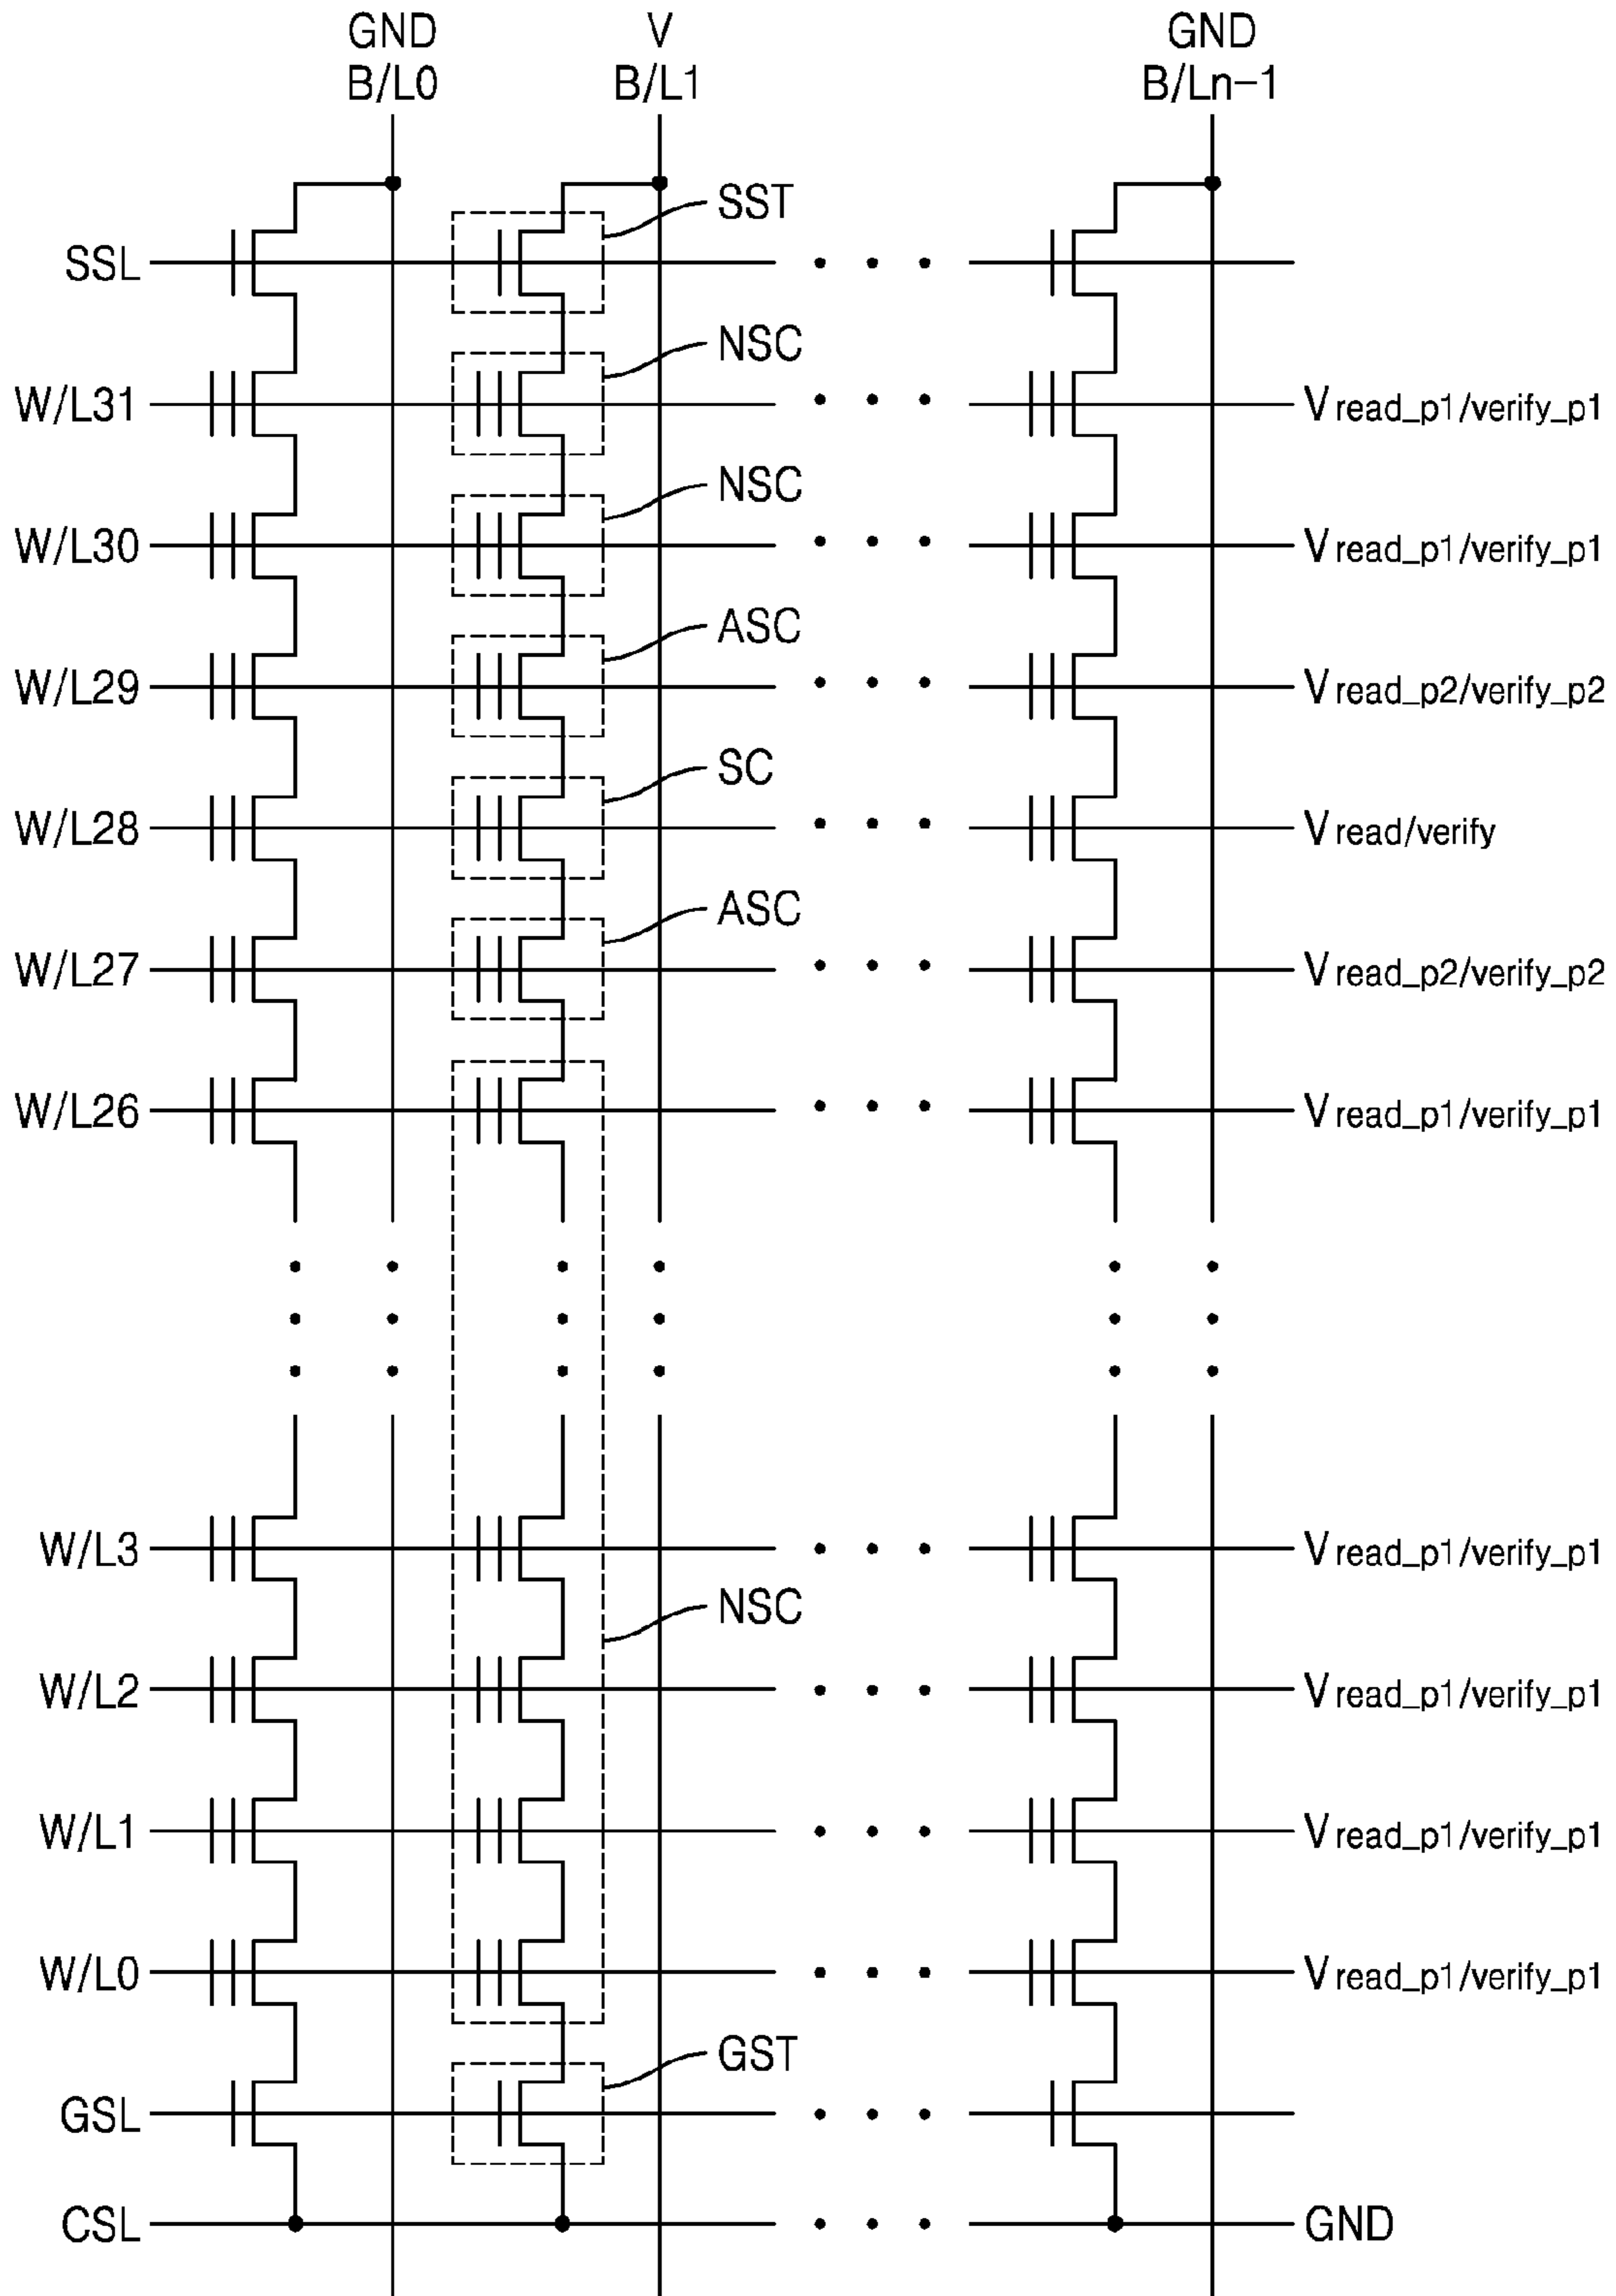 GND V GND
B/L0 B/L1 B/Ln-1
SST
SSL
NSC
W/L31 Vread_p1/verify_p1
NSC
W/L30 Vread_p1/verify_p1
ASC
W/L29 Vread_p2/verify_p2
SC
W/L28 Vread/verify
ASC
W/L27 Vread_p2/verify_p2
W/L26 Vread_p1/verify_p1
W/L3 Vread_p1/verify_p1
NSC
W/L2 Vread_p1/verify_p1
W/L1 Vread_p1/verify_p1
W/L0 Vread_p1/verify_p1
GST
GSL
CSL GND